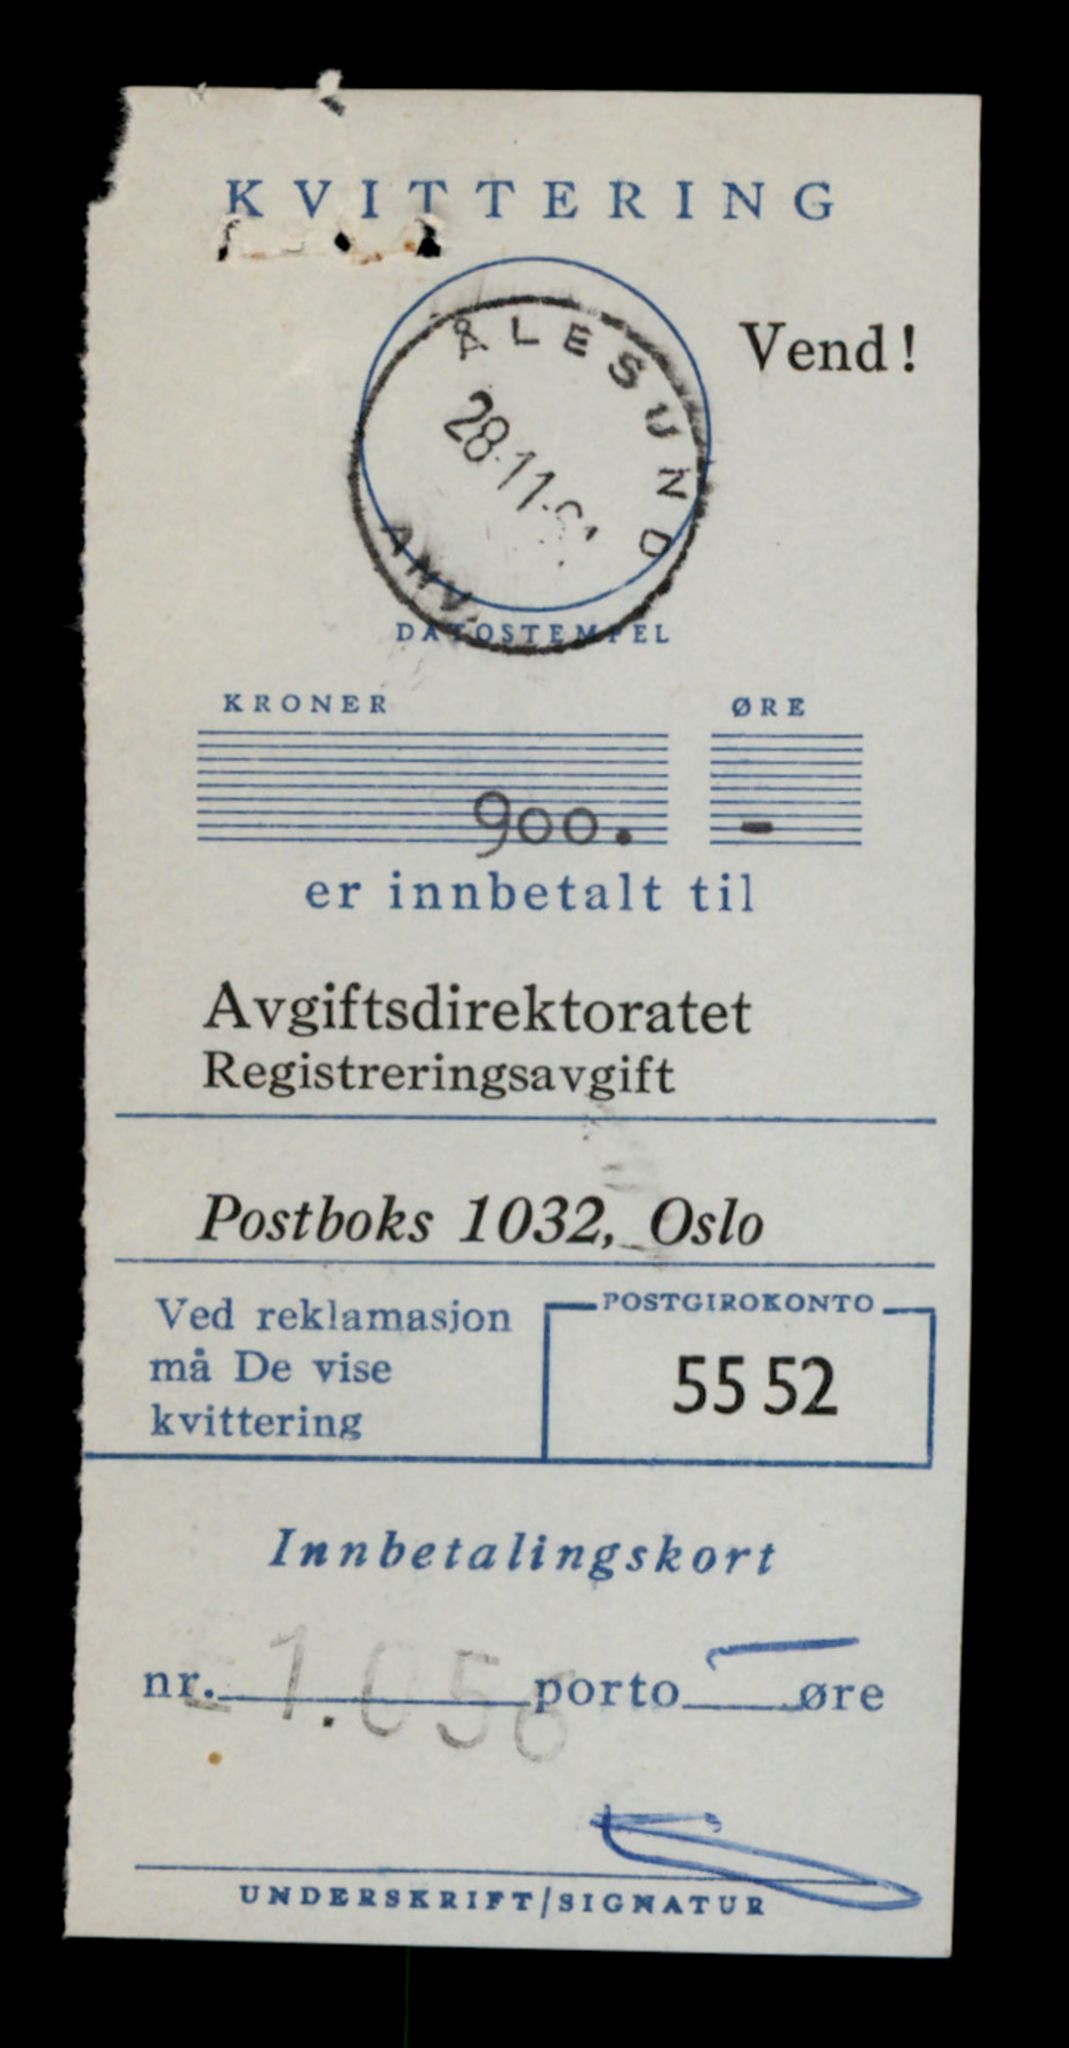 KVITTERING
Vend!
ÅLESUND
28.11.
ANV.
DATOSTEMPEL
KRONER ØRE
900. -
er innbetalt til
Avgiftsdirektoratet
Registreringsavgift
Postboks 1032, Oslo
Ved reklamasjon
må De vise
kvittering
POSTGIROKONTO
55 52
Innbetalingskort
nr. 1.056 porto — øre
UNDERSKRIFT/SIGNATUR